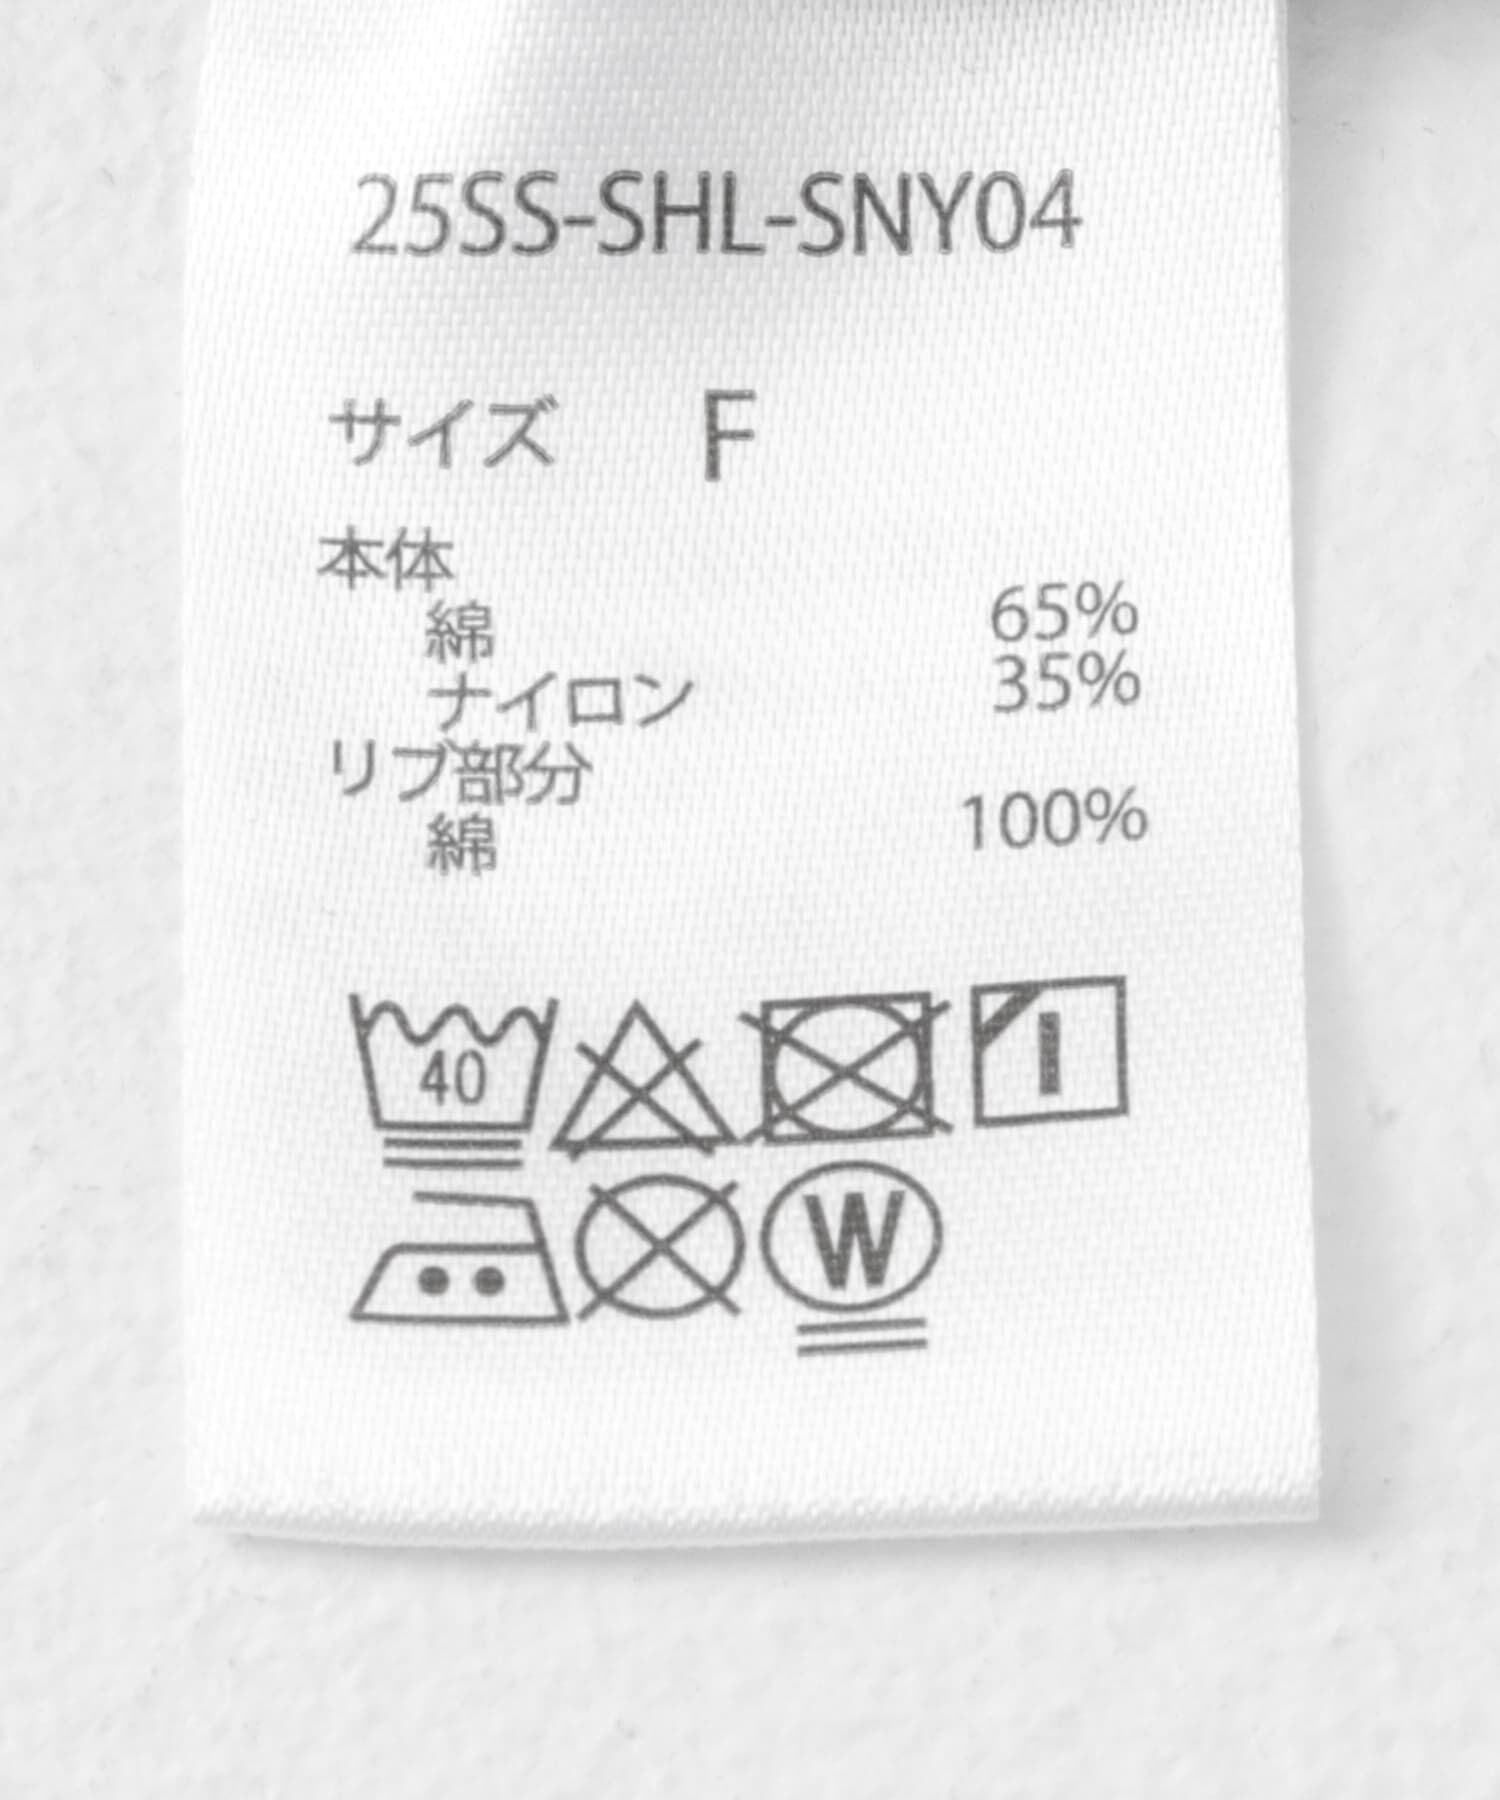 25SS-SHL-SNY04
サイズ F
本体
綿 65%
ナイロン 35%
リブ部分
綿 100%
40
W